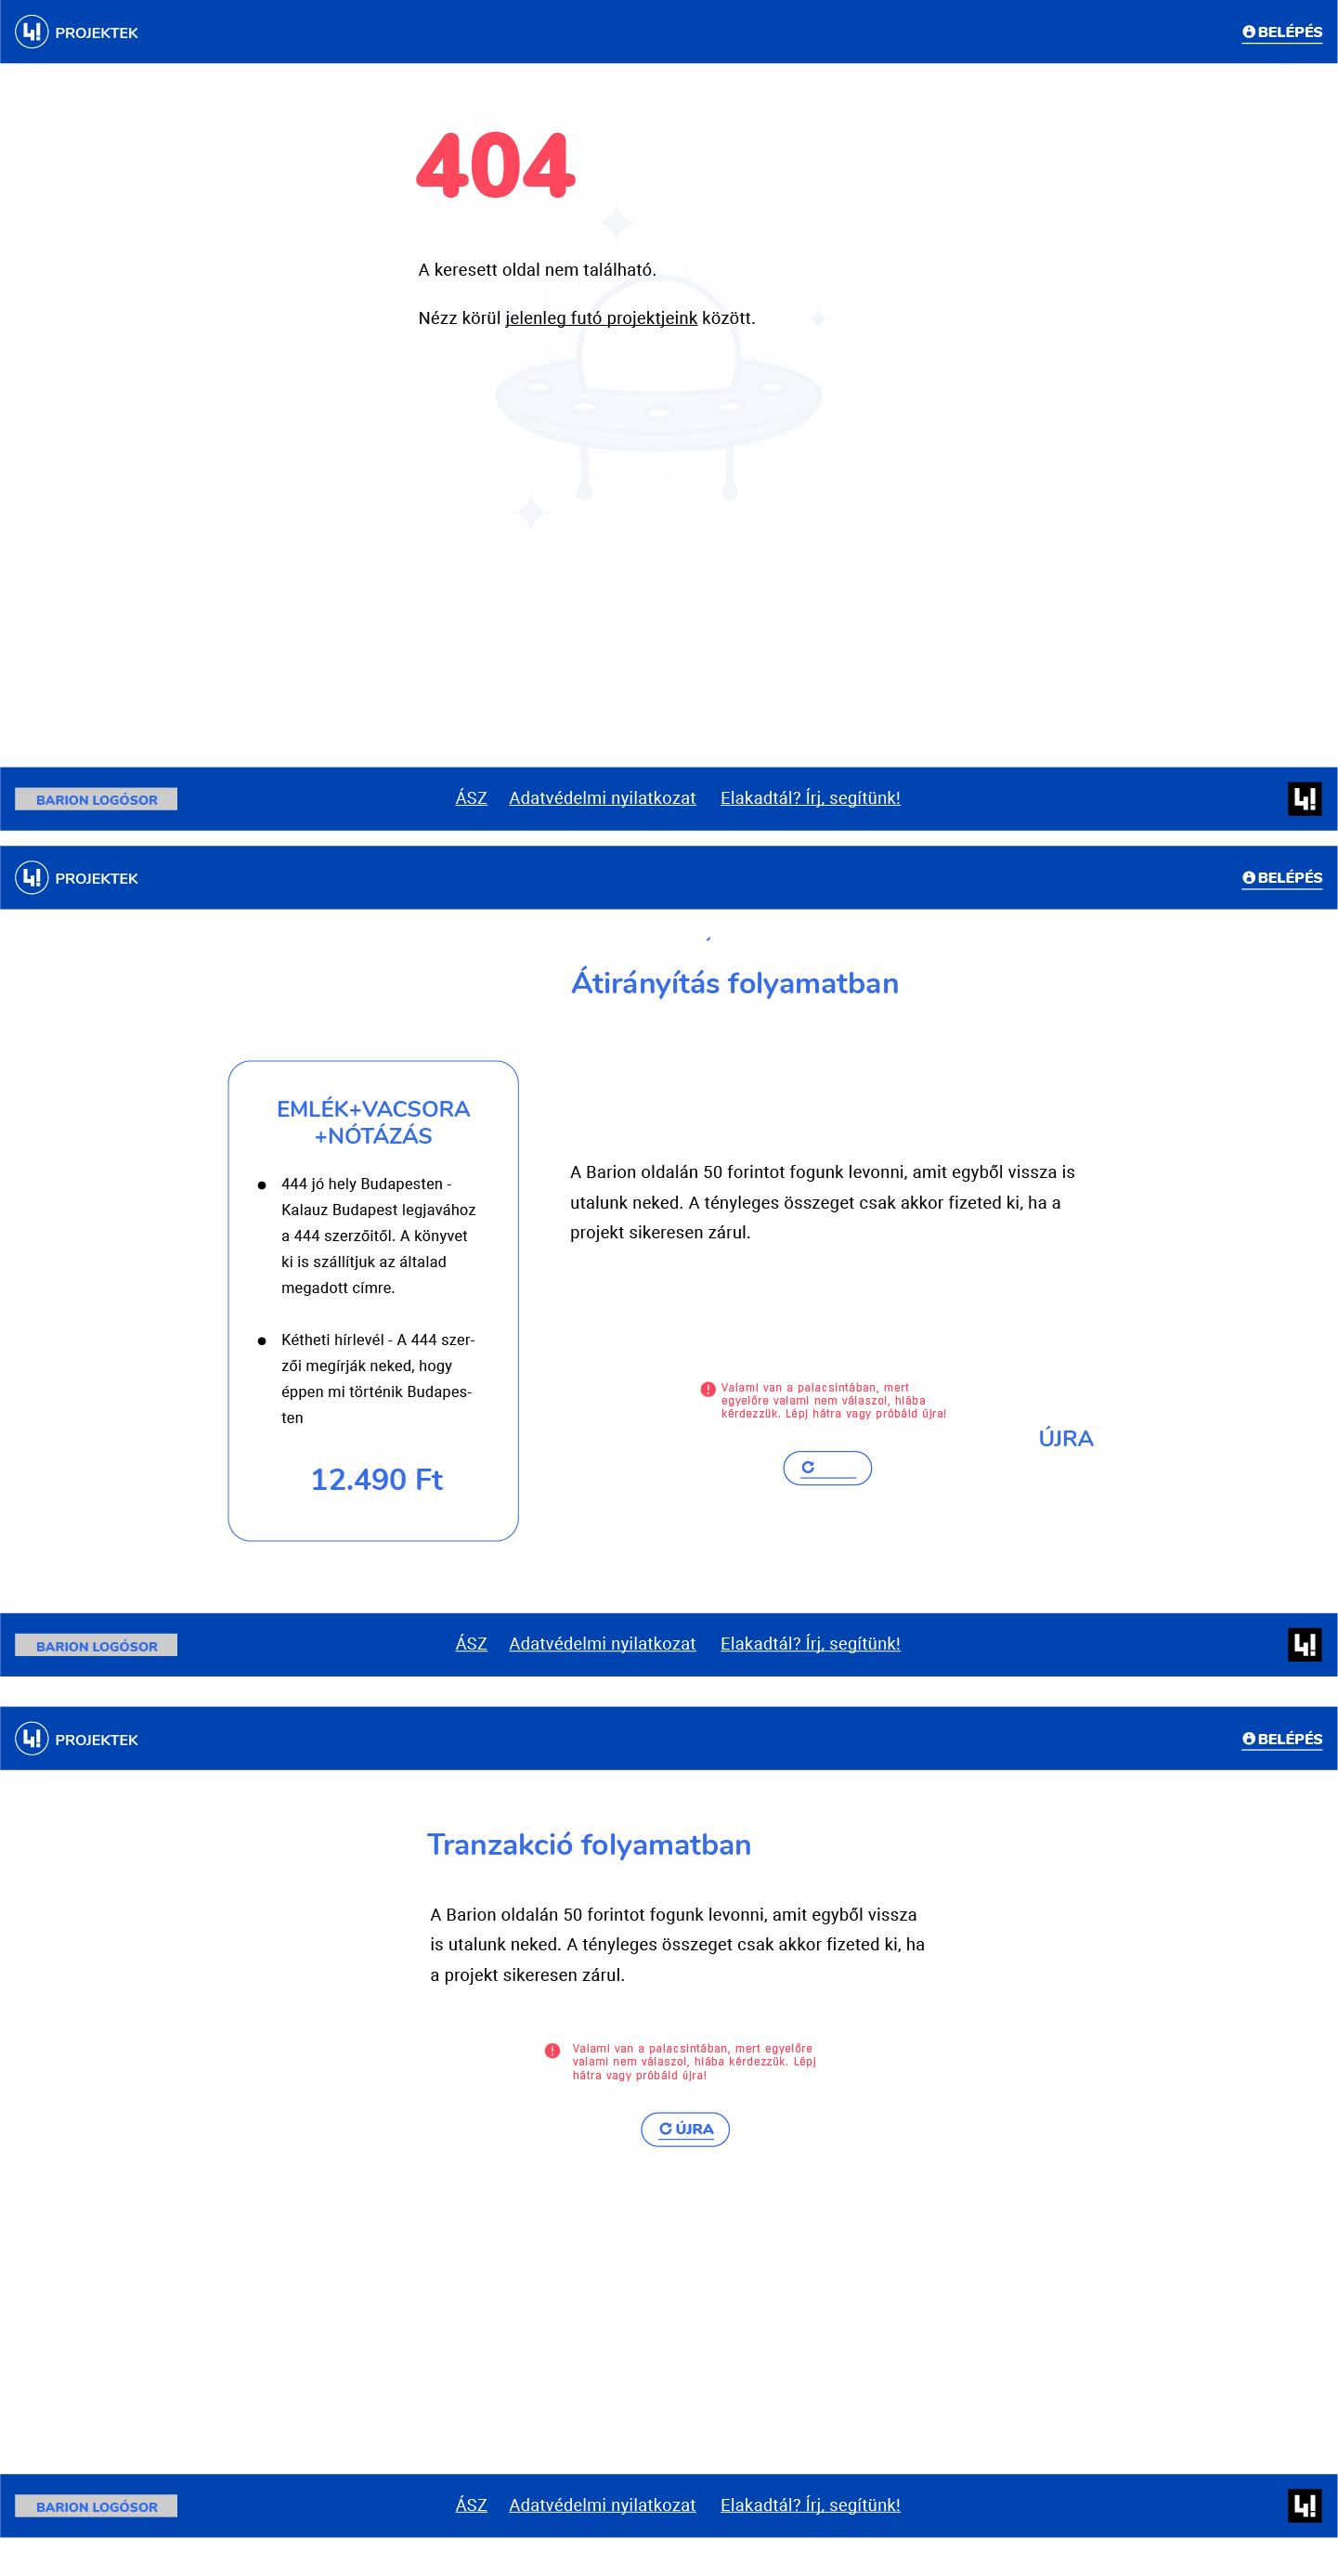 4! PROJEKTEK
BELÉPÉS
404
A keresett oldal nem található.
Nézz körül jelenleg futó projektjeink között.
BARION LOGÓSOR
ÁSZ Adatvédelmi nyilatkozat Elakadtál? Írj, segítünk!
4!
4! PROJEKTEK
BELÉPÉS
Átirányítás folyamatban
EMLÉK+VACSORA
+NÓTÁZÁS
444 jó hely Budapesten -
Kalauz Budapest legjavához
a 444 szerzőitől. A könyvet
ki is szállítjuk az általad
megadott címre.
Kétheti hírlevél - A 444 szer-
zői megírják neked, hogy
éppen mi történik Budapes-
ten
12.490 Ft
A Barion oldalán 50 forintot fogunk levonni, amit egyből vissza is
utalunk neked. A tényleges összeget csak akkor fizeted ki, ha a
projekt sikeresen zárul.
Valami van a palacsintában, mert
egyelőre valami nem válaszol, hiába
kérdezzük. Lépj hátra vagy próbáld újra!
ÚJRA
BARION LOGÓSOR
ÁSZ Adatvédelmi nyilatkozat Elakadtál? Írj, segítünk!
4!
4! PROJEKTEK
BELÉPÉS
Tranzakció folyamatban
A Barion oldalán 50 forintot fogunk levonni, amit egyből vissza
is utalunk neked. A tényleges összeget csak akkor fizeted ki, ha
a projekt sikeresen zárul.
Valami van a palacsintában, mert egyelőre
valami nem válaszol, hiába kérdezzük. Lépj
hátra vagy próbáld újra!
ÚJRA
BARION LOGÓSOR
ÁSZ Adatvédelmi nyilatkozat Elakadtál? Írj, segítünk!
4!